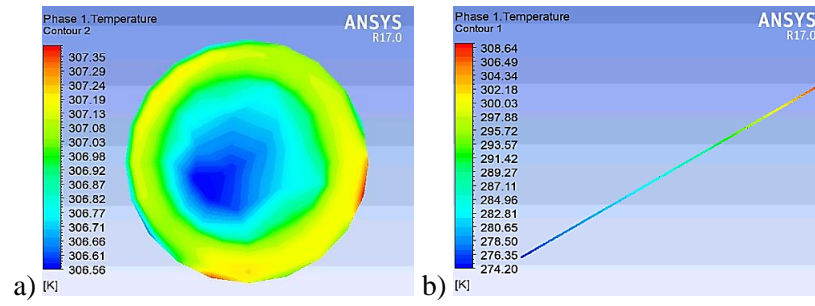 Phase 1.Temperature
Contour 2
ANSYS
R17.0
307.35
307.29
307.24
307.19
307.13
307.08
307.03
306.98
306.92
306.87
306.82
306.77
306.71
306.66
306.61
306.56
[K]
a)
Phase 1.Temperature
Contour 1
ANSYS
R17.0
308.64
306.49
304.34
302.18
300.03
297.88
295.72
293.57
291.42
289.27
287.11
284.96
282.81
280.65
278.50
276.35
274.20
[K]
b)